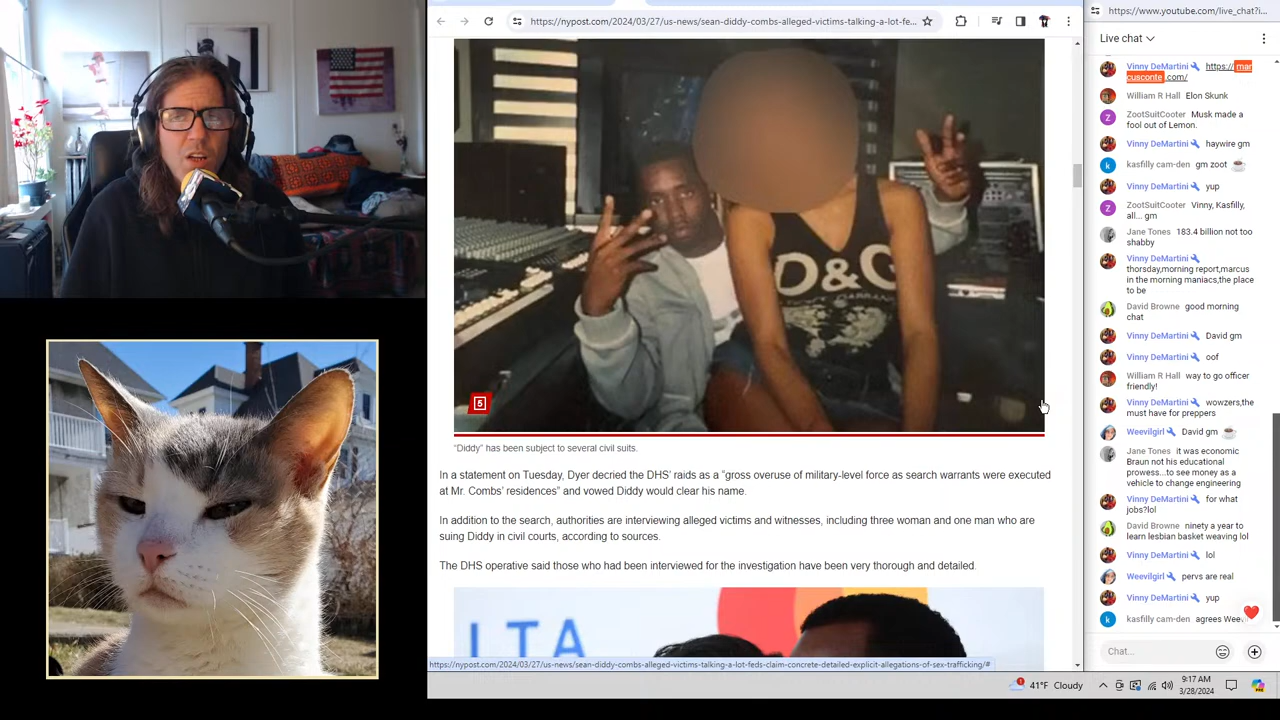 https://nypost.com/2024/03/27/us-news/sean-diddy-combs-alleged-victims-talking-a-lot-fe...
D&G
5
"Diddy" has been subject to several civil suits.
In a statement on Tuesday, Dyer decried the DHS' raids as a "gross overuse of military-level force as search warrants were executed
at Mr. Combs' residences" and vowed Diddy would clear his name.
In addition to the search, authorities are interviewing alleged victims and witnesses, including three woman and one man who are
suing Diddy in civil courts, according to sources.
The DHS operative said those who had been interviewed for the investigation have been very thorough and detailed.
LTA
https://nypost.com/2024/03/27/us-news/sean-diddy-combs-alleged-victims-talking-a-lot-feds-claim-concrete-detailed-explicit-allegations-of-sex-trafficking/#
https://www.youtube.com/live_chat?i...
Live chat
Vinny DeMartini https://mar
cusconte.com/
William R Hall Elon Skunk
ZootSuitCooter Musk made a
fool out of Lemon.
Vinny DeMartini haywire gm
kasfilly cam-den gm zoot
Vinny DeMartini yup
ZootSuitCooter Vinny, Kasfilly,
all... gm
Jane Tones 183.4 billion not too
shabby
Vinny DeMartini
thorsday,morning report,marcus
in the morning maniacs,the place
to be
David Browne good morning
chat
Vinny DeMartini David gm
Vinny DeMartini oof
William R Hall way to go officer
friendly!
Vinny DeMartini wowzers,the
must have for preppers
Weevilgirl David gm
Jane Tones it was economic
Braun not his educational
prowess...to see money as a
vehicle to change engineering
Vinny DeMartini for what
jobs?lol
David Browne ninety a year to
learn lesbian basket weaving lol
Vinny DeMartini lol
Weevilgirl pervs are real
Vinny DeMartini yup
kasfilly cam-den agrees Weev
Chat...
41°F Cloudy
9:17 AM
3/28/2024